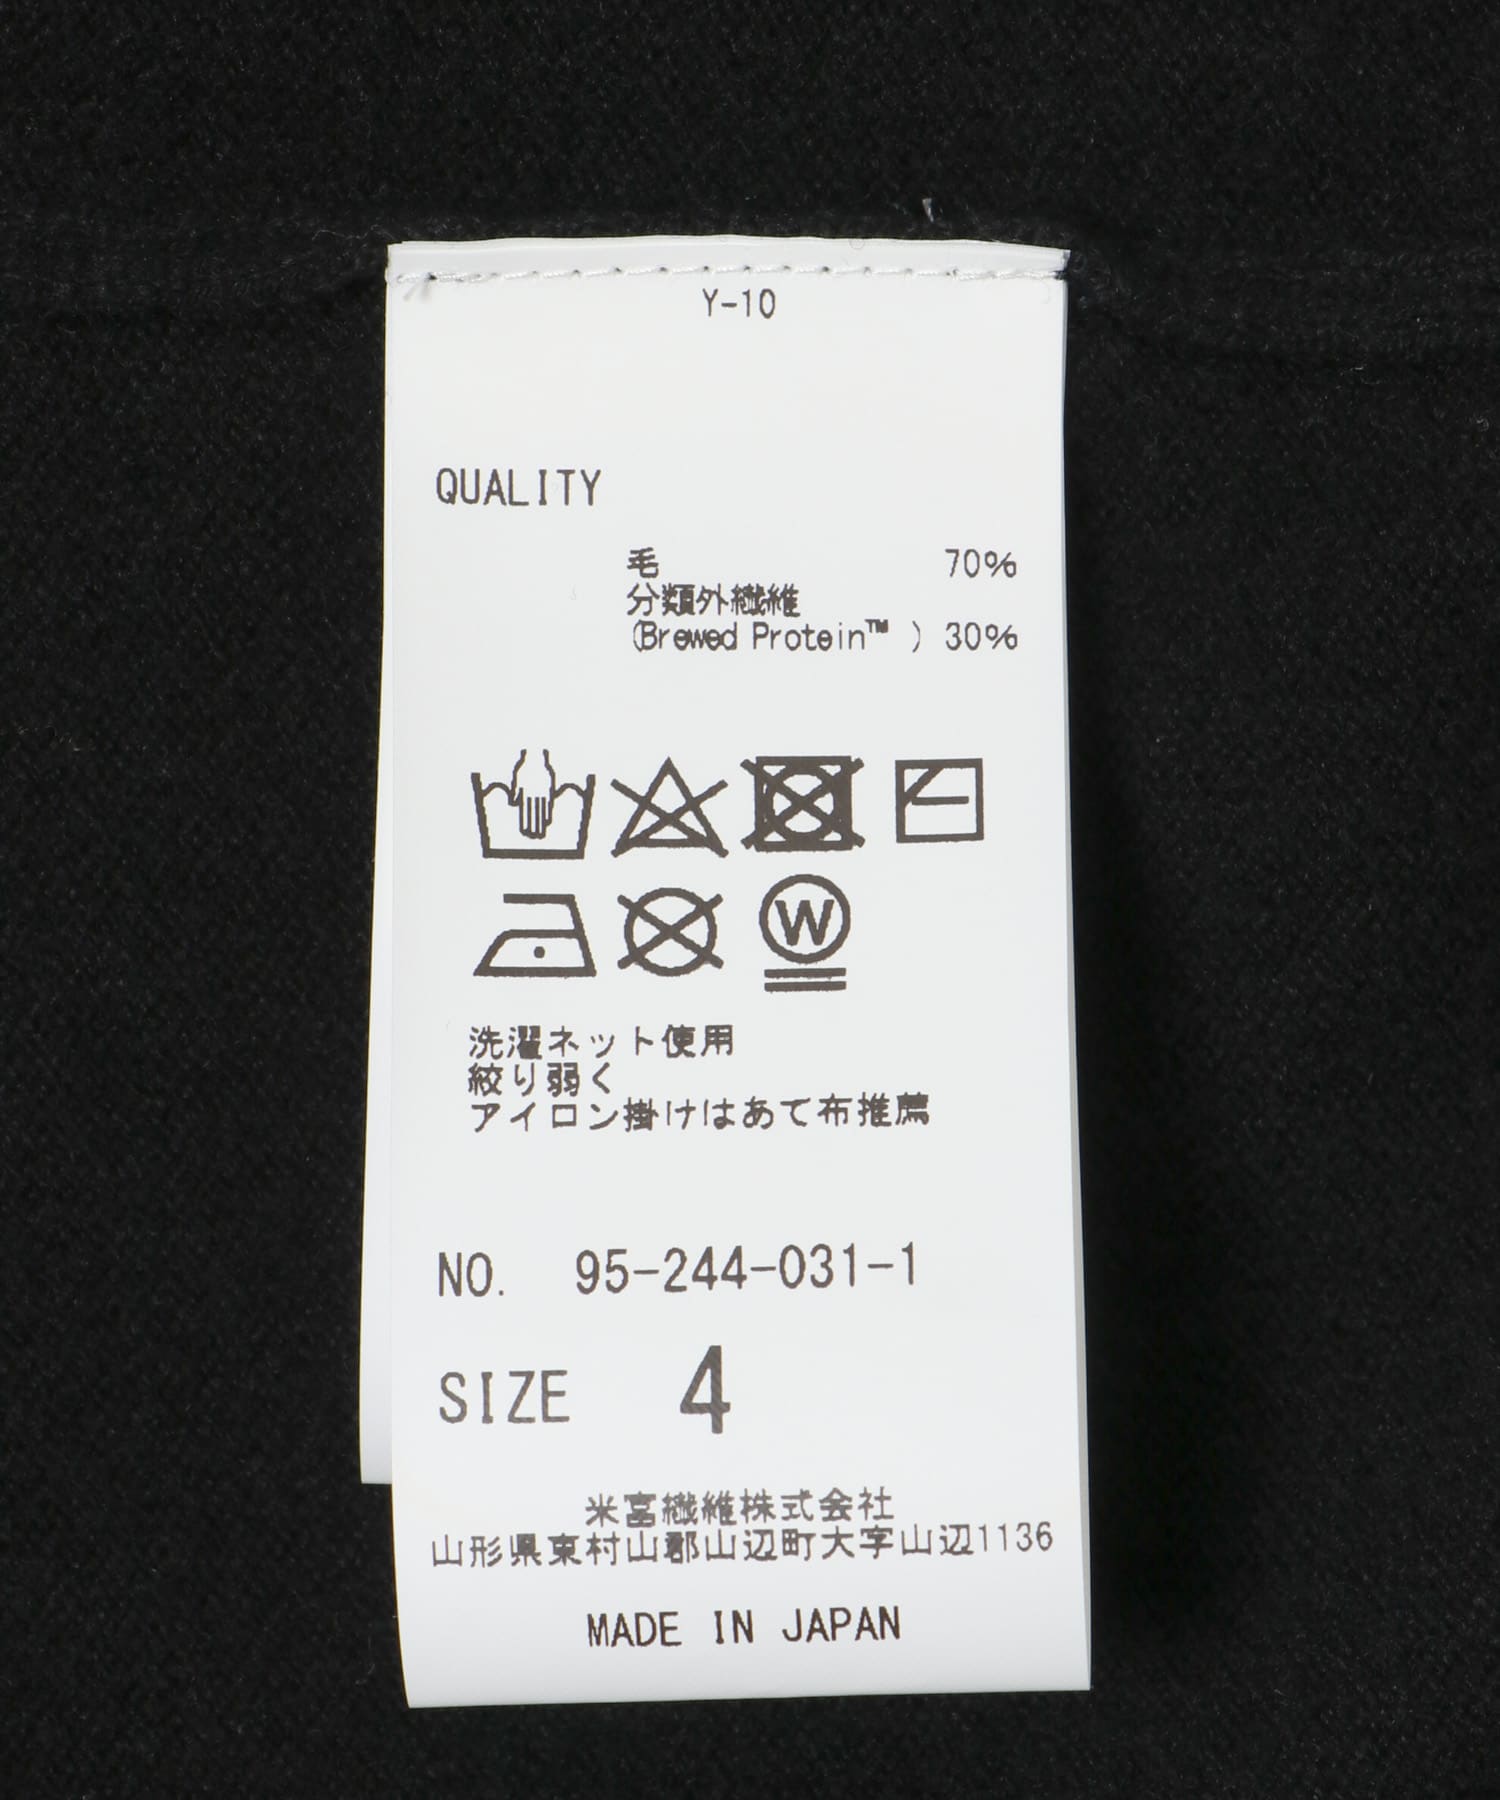 Y-10
QUALITY
毛 70%
分類外繊維
(Brewed Protein™ ) 30%
W
洗濯ネット使用
絞り弱く
アイロン掛けはあて布推薦
NO. 95-244-031-1
SIZE 4
米富繊維株式会社
山形県東村山郡山辺町大字山辺1136
MADE IN JAPAN